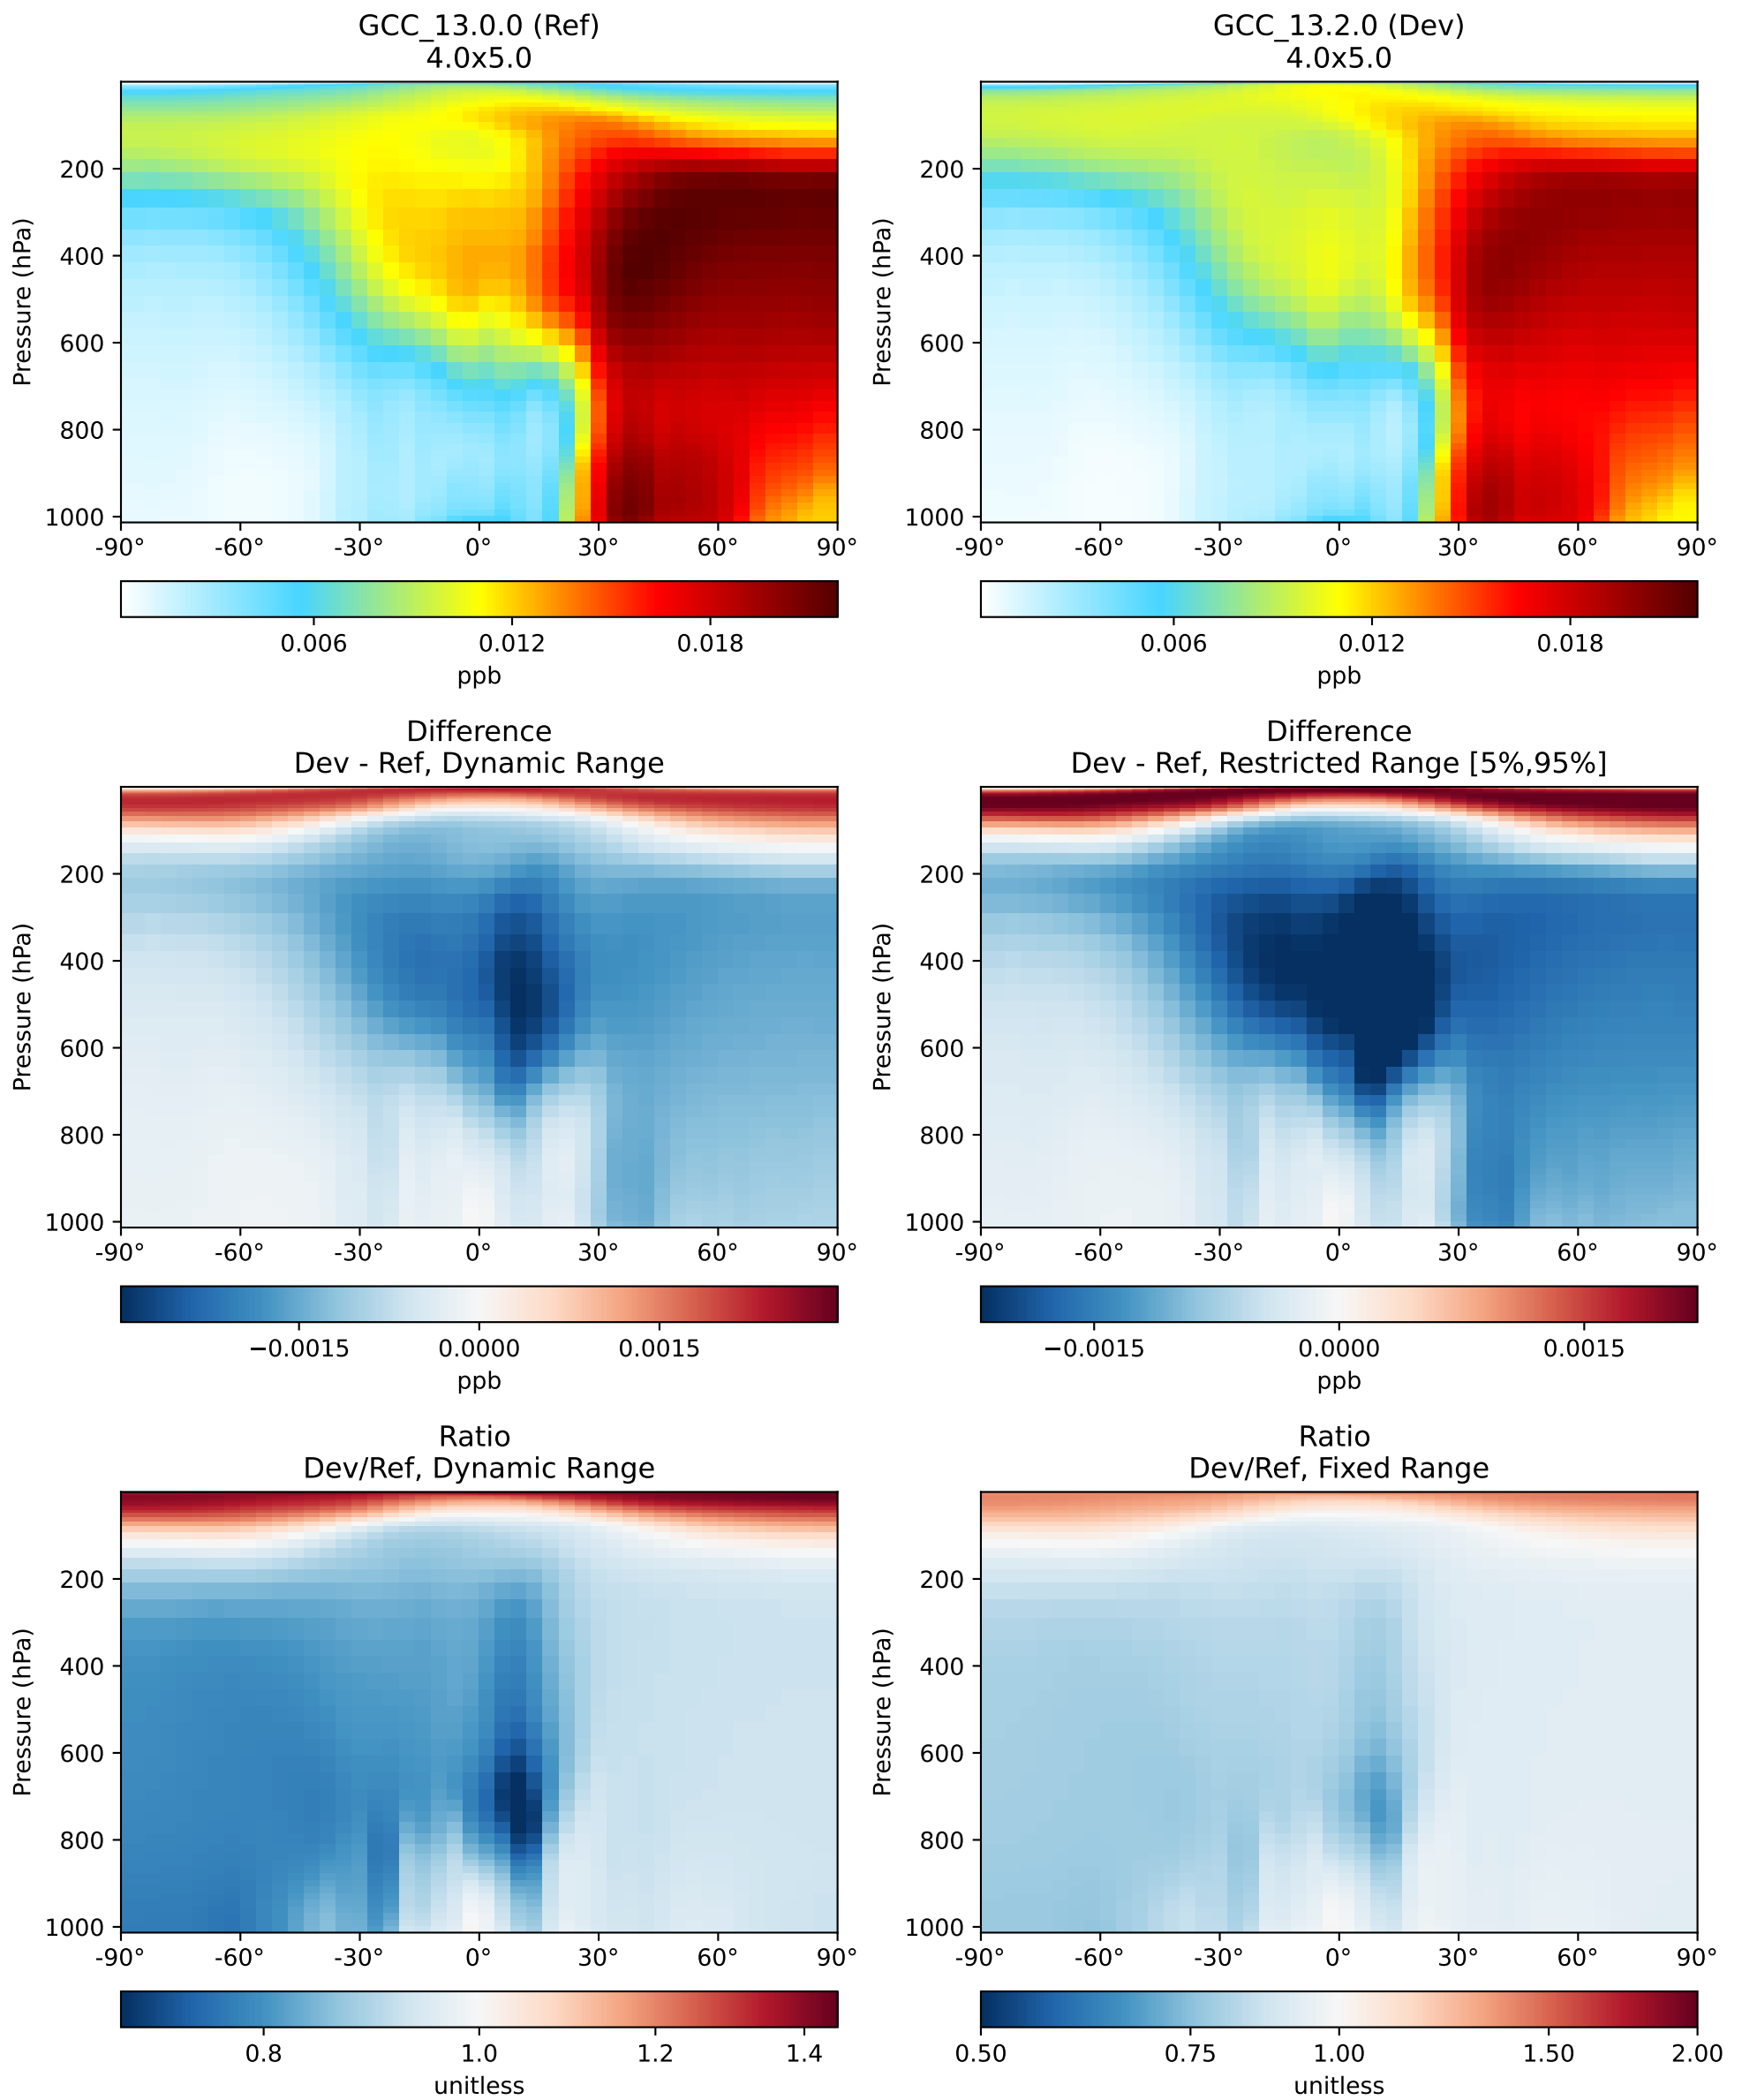 GCC_13.0.0 (Ref)
4.0x5.0
Pressure (hPa)
200
400
600
800
1000
-90° -60° -30° 0° 30° 60° 90°
0.006 0.012 0.018
ppb
GCC_13.2.0 (Dev)
4.0x5.0
Pressure (hPa)
200
400
600
800
1000
-90° -60° -30° 0° 30° 60° 90°
0.006 0.012 0.018
ppb
Difference
Dev - Ref, Dynamic Range
Pressure (hPa)
200
400
600
800
1000
-90° -60° -30° 0° 30° 60° 90°
−0.0015 0.0000 0.0015
ppb
Difference
Dev - Ref, Restricted Range [5%,95%]
Pressure (hPa)
200
400
600
800
1000
-90° -60° -30° 0° 30° 60° 90°
−0.0015 0.0000 0.0015
ppb
Ratio
Dev/Ref, Dynamic Range
Pressure (hPa)
200
400
600
800
1000
-90° -60° -30° 0° 30° 60° 90°
0.8 1.0 1.2 1.4
unitless
Ratio
Dev/Ref, Fixed Range
Pressure (hPa)
200
400
600
800
1000
-90° -60° -30° 0° 30° 60° 90°
0.50 0.75 1.00 1.50 2.00
unitless